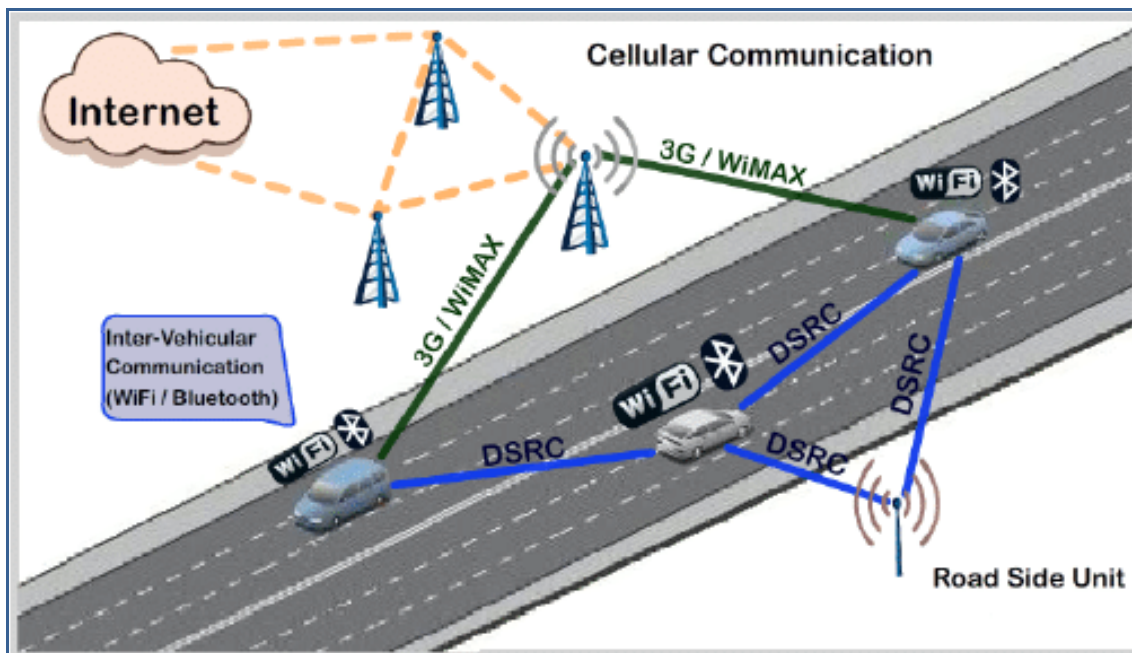 Cellular Communication
Internet
3G / WiMAX
WiFi
3G / WiMAX
Inter-Vehicular
Communication
(WiFi / Bluetooth)
DSRC
DSRC
WiFi
WiFi
DSRC
DSRC
Road Side Unit